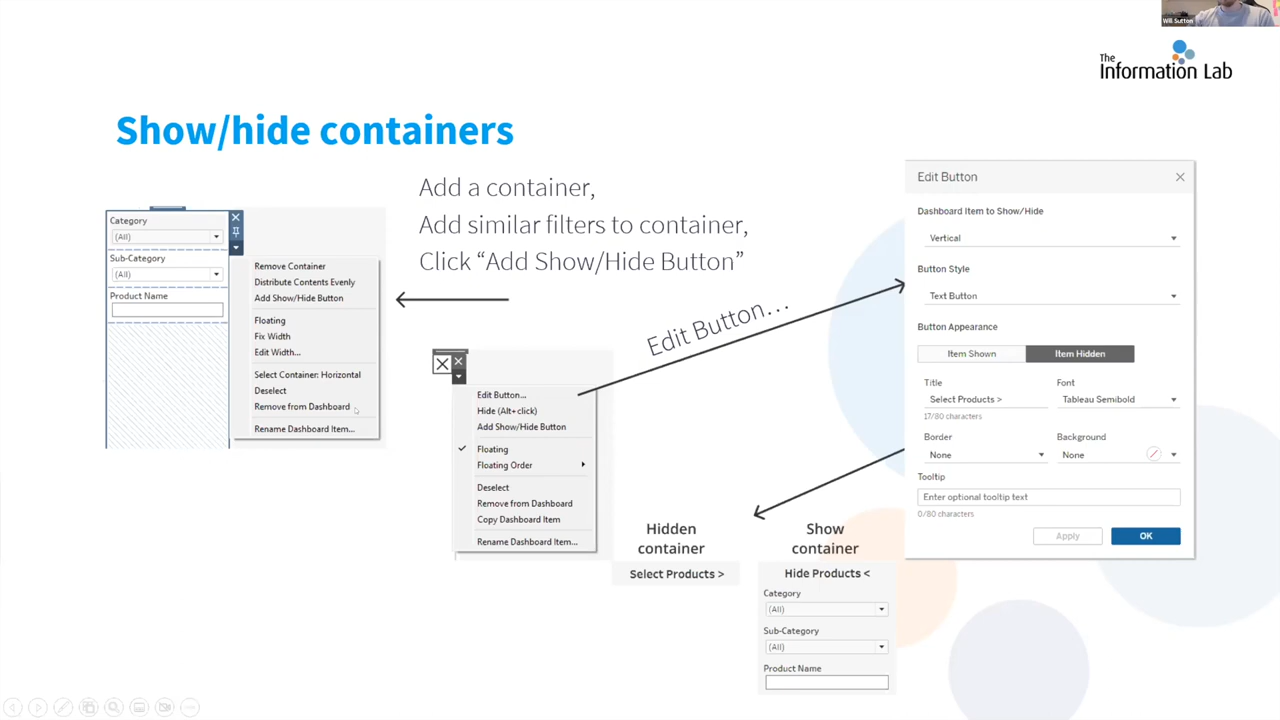 Will Sutton
The
Information Lab
Show/hide containers
Add a container,
Add similar filters to container,
Click “Add Show/Hide Button”
Category
(All)
Sub-Category
(All)
Product Name
Remove Container
Distribute Contents Evenly
Add Show/Hide Button
Floating
Fix Width
Edit Width...
Select Container: Horizontal
Deselect
Remove from Dashboard
Rename Dashboard Item...
Edit Button…
Edit Button...
Hide (Alt+click)
Add Show/Hide Button
Floating
Floating Order
Deselect
Remove from Dashboard
Copy Dashboard Item
Rename Dashboard Item...
Edit Button
Dashboard Item to Show/Hide
Vertical
Button Style
Text Button
Button Appearance
Item Shown Item Hidden
Title Font
Select Products > Tableau Semibold
17/80 characters
Border Background
None None
Tooltip
Enter optional tooltip text
0/80 characters
Apply OK
Hidden
container
Select Products >
Show
container
Hide Products <
Category
(All)
Sub-Category
(All)
Product Name